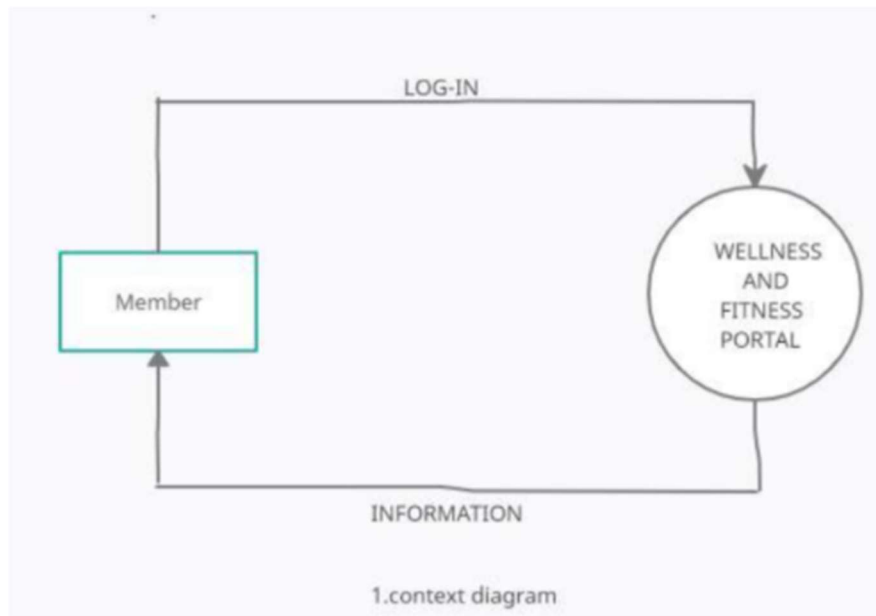 LOG-IN
Member
WELLNESS
AND
FITNESS
PORTAL
INFORMATION
1.context diagram